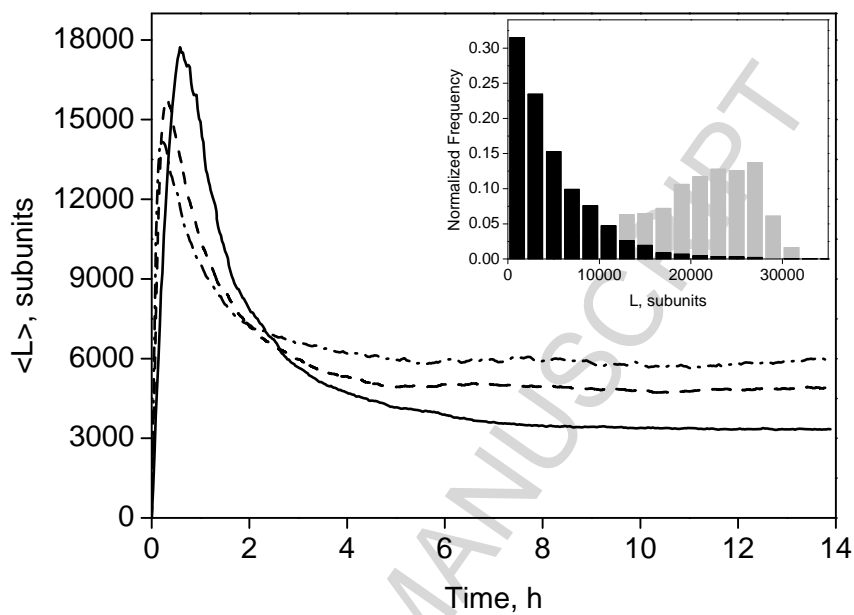 18000
15000
12000
9000
6000
3000
0
<L>, subunits
0 2 4 6 8 10 12 14
Time, h
0.30
0.25
0.20
0.15
0.10
0.05
0.00
Normalized Frequency
0 10000 20000 30000
L, subunits
MANUSCRIPT